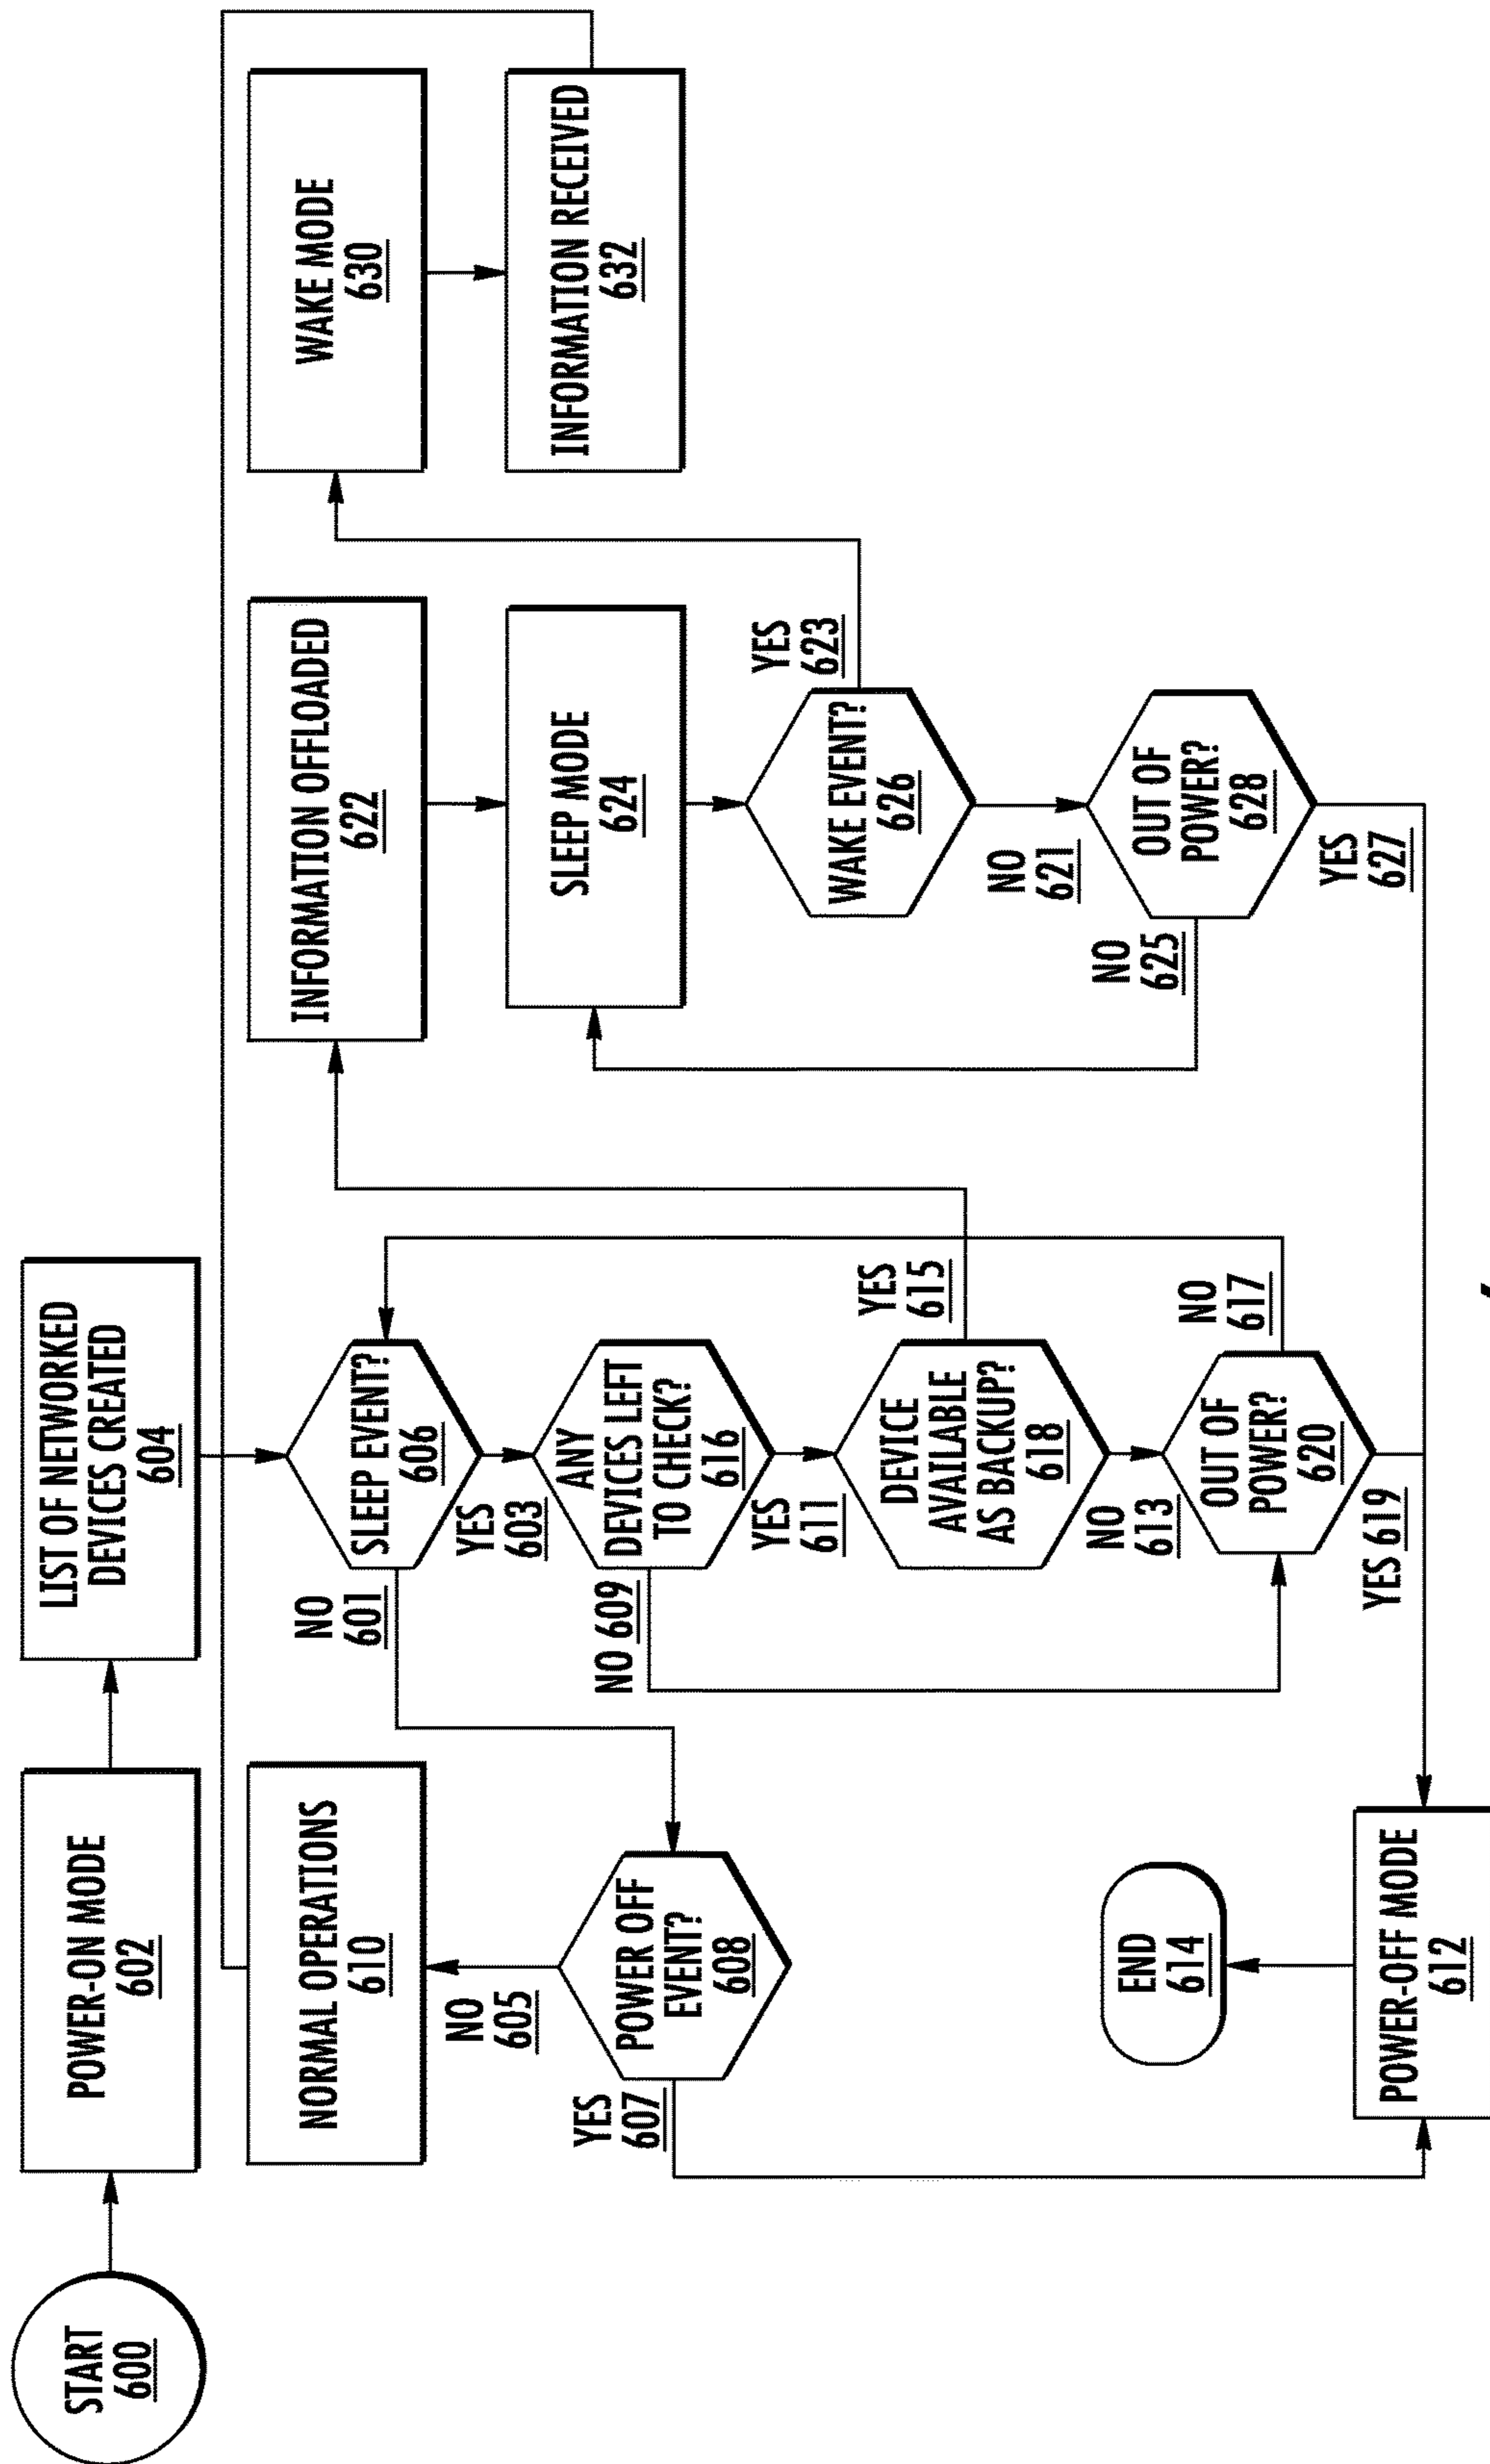 START
600
POWER-ON MODE
602
LIST OF NETWORKED
DEVICES CREATED
604
NORMAL OPERATIONS
610
NO
605
POWER OFF
EVENT?
608
YES
607
END
614
POWER-OFF MODE
612
NO
601
SLEEP EVENT?
606
YES
603
ANY
DEVICES LEFT
TO CHECK?
616
NO 609
YES
611
DEVICE
AVAILABLE
AS BACKUP?
618
YES
615
NO
613
OUT OF
POWER?
620
NO
617
YES 619
INFORMATION OFFLOADED
622
SLEEP MODE
624
WAKE EVENT?
626
YES
623
NO
621
OUT OF
POWER?
628
NO
625
YES
627
WAKE MODE
630
INFORMATION RECEIVED
632